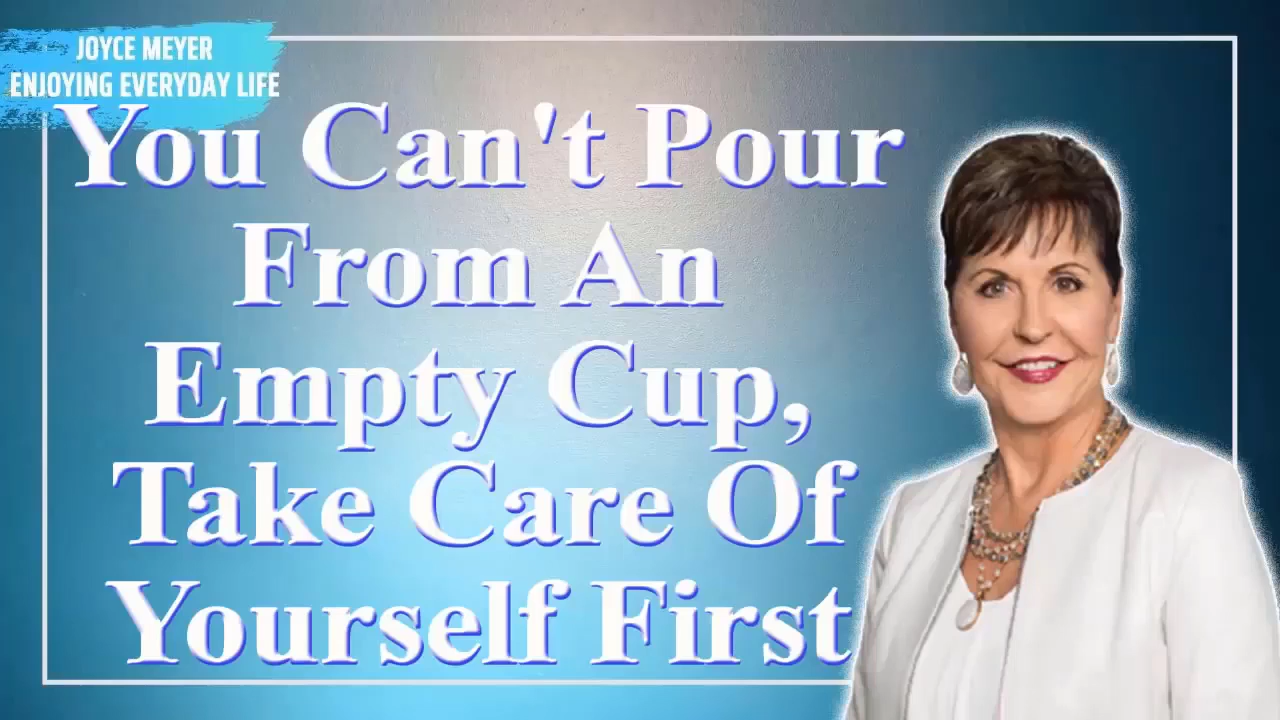 JOYCE MEYER
ENJOYING EVERYDAY LIFE
You Can't Pour
From An
Empty Cup,
Take Care Of
Yourself First